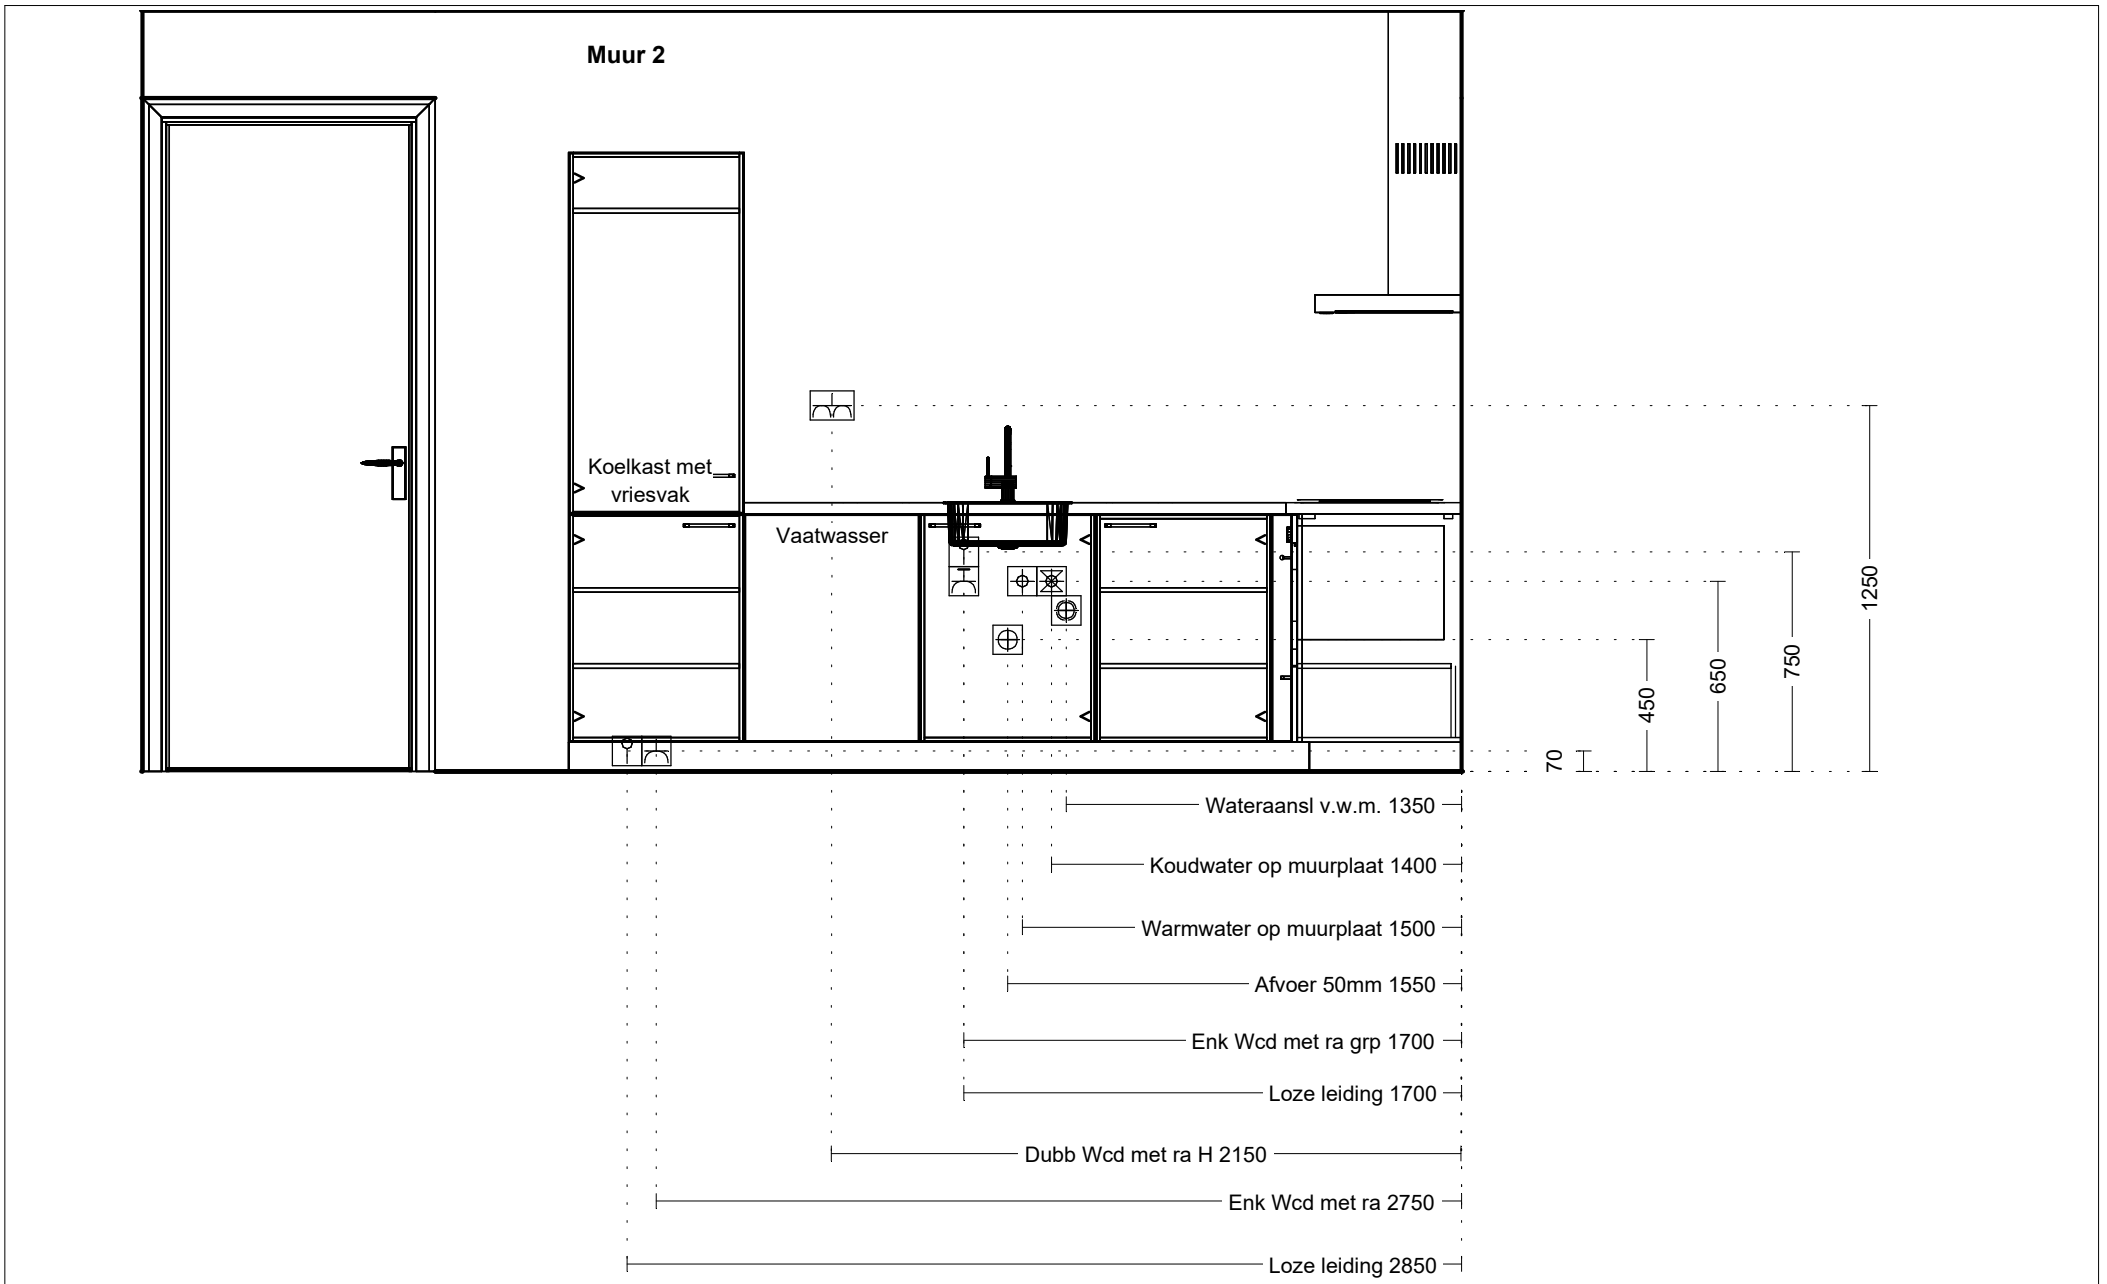 Muur 2
Koelkast met
vriesvak
Vaatwasser
1250
750
650
450
70
Wateraansl v.w.m. 1350
Koudwater op muurplaat 1400
Warmwater op muurplaat 1500
Afvoer 50mm 1550
Enk Wcd met ra grp 1700
Loze leiding 1700
Dubb Wcd met ra H 2150
Enk Wcd met ra 2750
Loze leiding 2850